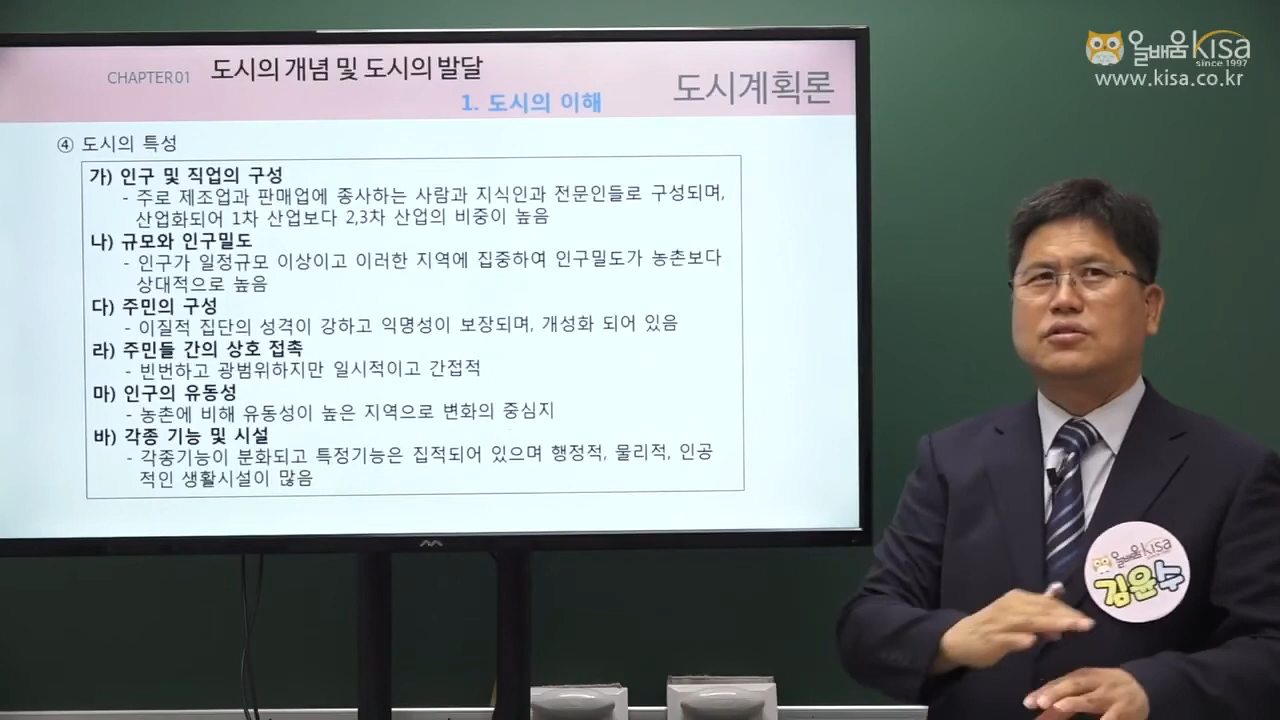 CHAPTER 01 도시의 개념 및 도시의 발달
1. 도시의 이해
도시계획론
④ 도시의 특성
가) 인구 및 직업의 구성
- 주로 제조업과 판매업에 종사하는 사람과 지식인과 전문인들로 구성되며,
산업화되어 1차 산업보다 2,3차 산업의 비중이 높음
나) 규모와 인구밀도
- 인구가 일정규모 이상이고 이러한 지역에 집중하여 인구밀도가 농촌보다
상대적으로 높음
다) 주민의 구성
- 이질적 집단의 성격이 강하고 익명성이 보장되며, 개성화 되어 있음
라) 주민들 간의 상호 접촉
- 빈번하고 광범위하지만 일시적이고 간접적
마) 인구의 유동성
- 농촌에 비해 유동성이 높은 지역으로 변화의 중심지
바) 각종 기능 및 시설
- 각종기능이 분화되고 특정기능은 집적되어 있으며 행정적, 물리적, 인공
적인 생활시설이 많음
올배움 kisa
since 1997
www.kisa.co.kr
올배움 kisa
김윤수